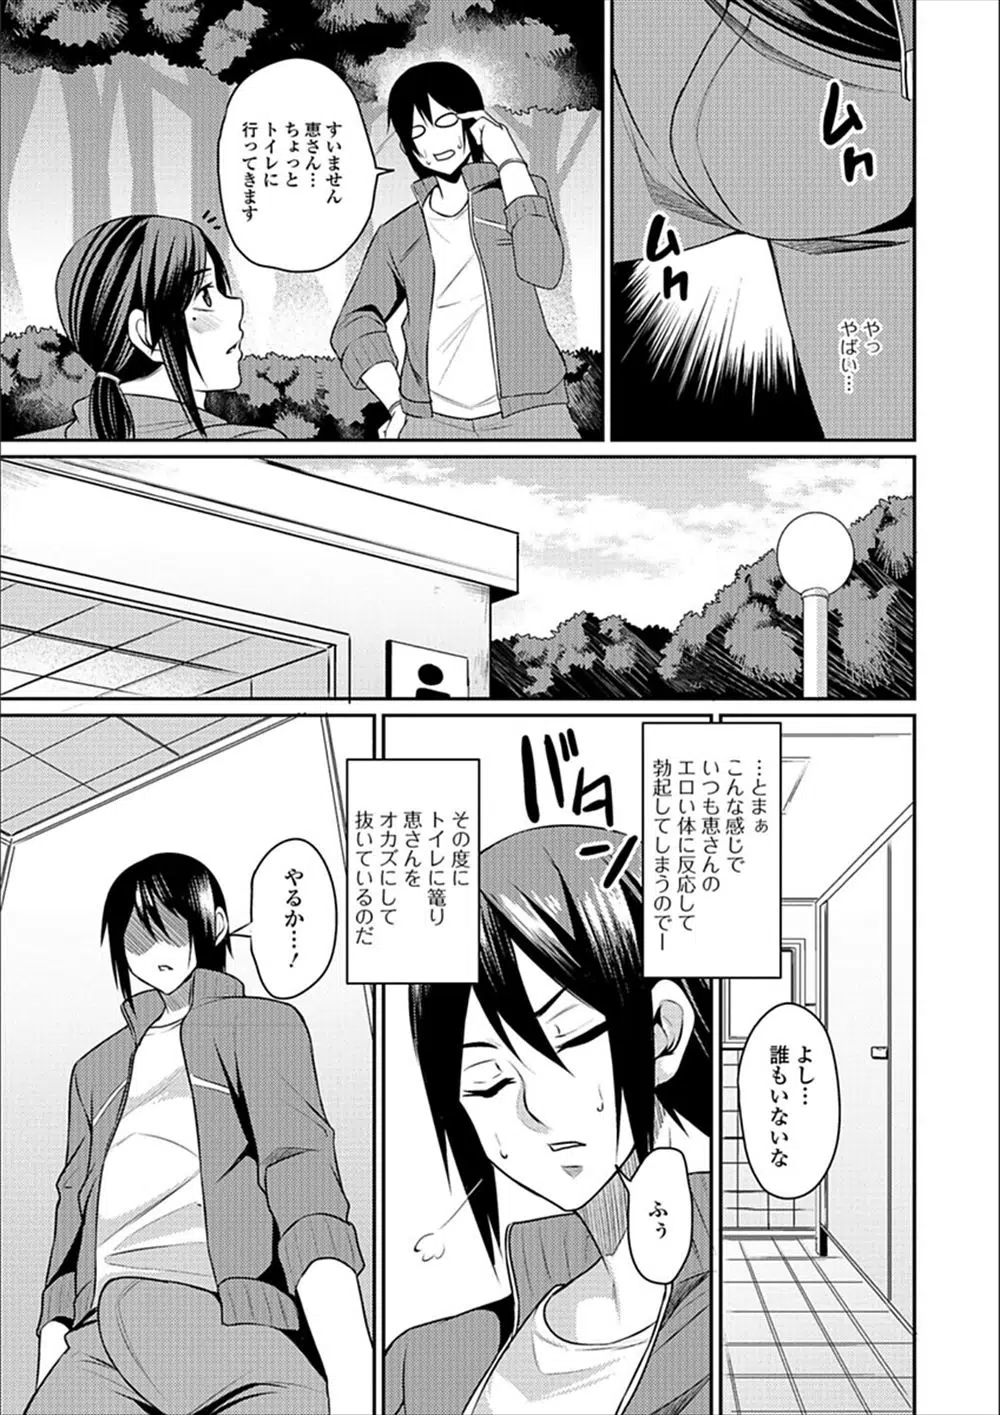 ムn
ムn
やっ
やばい…
すいません
恵さん…
ちょっと
トイレに
行ってきます
…とまぁ
こんな感じで
いつも恵さんの
エロい体に反応して
勃起してしまうのでー
よし…
誰もいないな
バタン
その度に
トイレに篭り
恵さんを
オカズにして
抜いているのだ
ふぅ
やるか…!